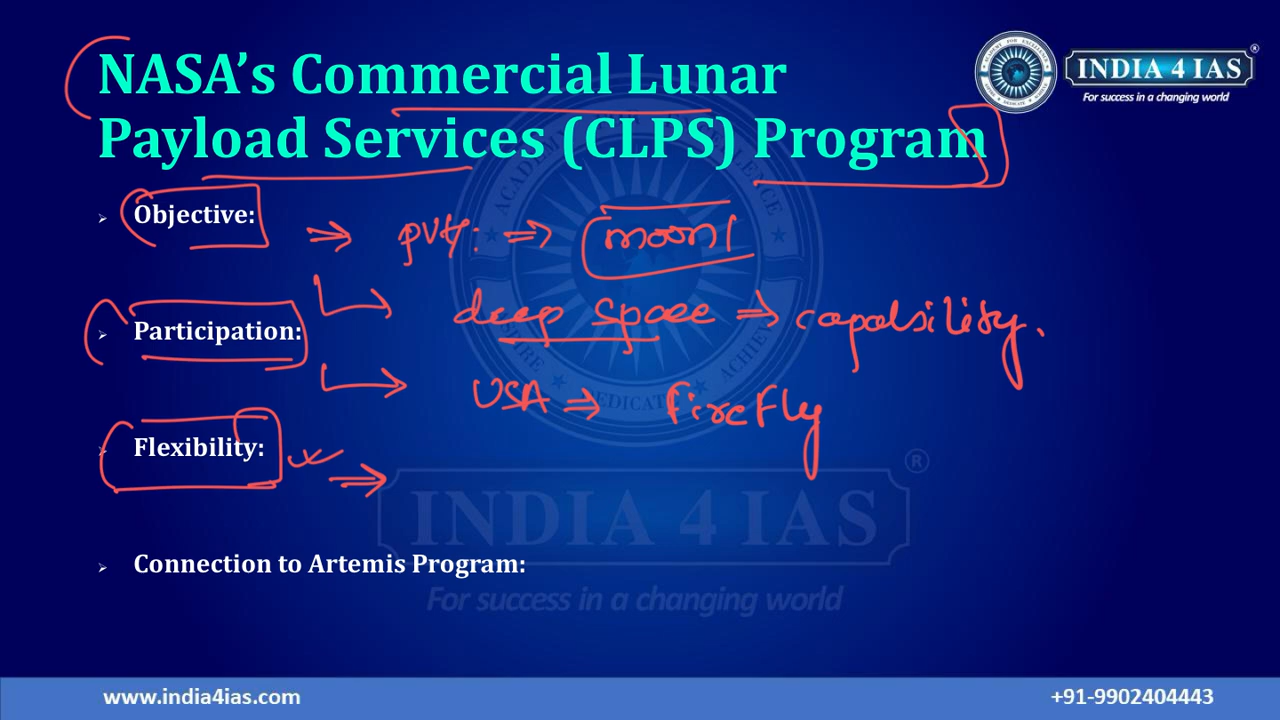 NASA’s Commercial Lunar
Payload Services (CLPS) Program
INDIA 4 IAS
®
For success in a changing world
Objective:
⇒ pvt: ⇒ moon
Participation:
deep space ⇒ capability.
USA ⇒ firefly
Flexibility:
INDIA 4 IAS
®
Connection to Artemis Program:
For success in a changing world
www.india4ias.com
+91-9902404443